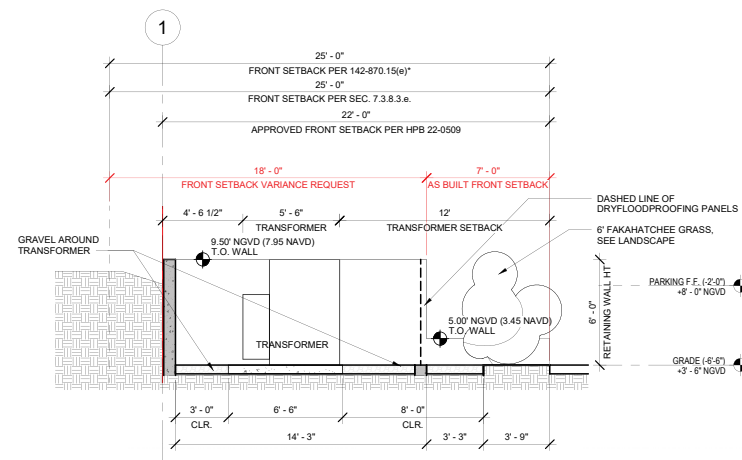 1
25' - 0"
FRONT SETBACK PER 142-870.15(e)*
25' - 0"
FRONT SETBACK PER SEC. 7.3.8.3.e.
22' - 0"
APPROVED FRONT SETBACK PER HPB 22-0509
18' - 0"
7' - 0"
FRONT SETBACK VARIANCE REQUEST
AS BUILT FRONT SETBACK
4' - 6 1/2"
5' - 6"
12'
TRANSFORMER
TRANSFORMER SETBACK
DASHED LINE OF
DRYFLOODPROOFING PANELS
6' FAKAHATCHEE GRASS,
SEE LANDSCAPE
GRAVEL AROUND
TRANSFORMER
9.50' NGVD (7.95 NAVD)
T.O. WALL
PARKING F.F. (-2'-0")
+8' - 0" NGVD
6' - 0"
RETAINING WALL HT
5.00' NGVD (3.45 NAVD)
T.O. WALL
TRANSFORMER
GRADE (-6'-6")
+3' - 6" NGVD
3' - 0"
6' - 6"
8' - 0"
CLR.
CLR.
14' - 3"
3' - 3"
3' - 9"